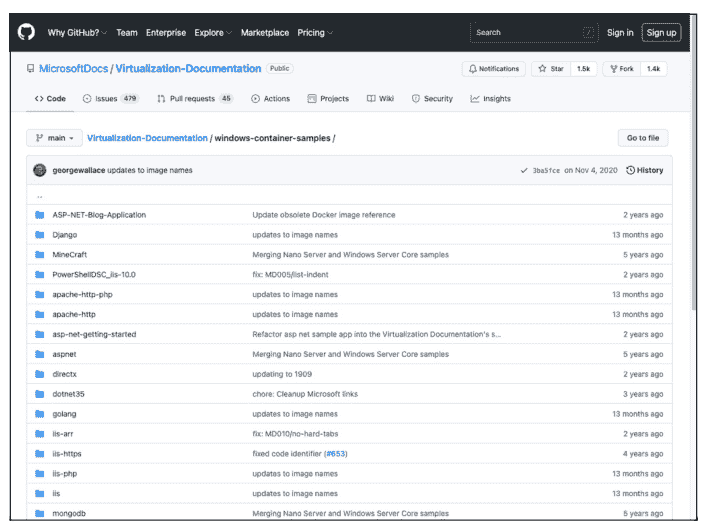 Why GitHub? Team Enterprise Explore Marketplace Pricing Search / Sign in Sign up
MicrosoftDocs / Virtualization-Documentation Public Notifications Star 1.5k Fork 1.4k
Code Issues 479 Pull requests 45 Actions Projects Wiki Security Insights
main Virtualization-Documentation / windows-container-samples / Go to file
georgewallace updates to image names 3ba5fce on Nov 4, 2020 History
..
ASP-NET-Blog-Application Update obsolete Docker image reference 2 years ago
Django updates to image names 13 months ago
MineCraft Merging Nano Server and Windows Server Core samples 5 years ago
PowerShellDSC_iis-10.0 fix: MD005/list-indent 2 years ago
apache-http-php updates to image names 13 months ago
apache-http updates to image names 13 months ago
asp-net-getting-started Refactor asp net sample app into the Virtualization Documentation's s... 2 years ago
aspnet Merging Nano Server and Windows Server Core samples 5 years ago
directx updating to 1909 2 years ago
dotnet35 chore: Cleanup Microsoft links 3 years ago
golang updates to image names 13 months ago
iis-arr fix: MD010/no-hard-tabs 2 years ago
iis-https fixed code identifier (#653) 4 years ago
iis-php updates to image names 13 months ago
iis updates to image names 13 months ago
mongodb Merging Nano Server and Windows Server Core samples 5 years ago